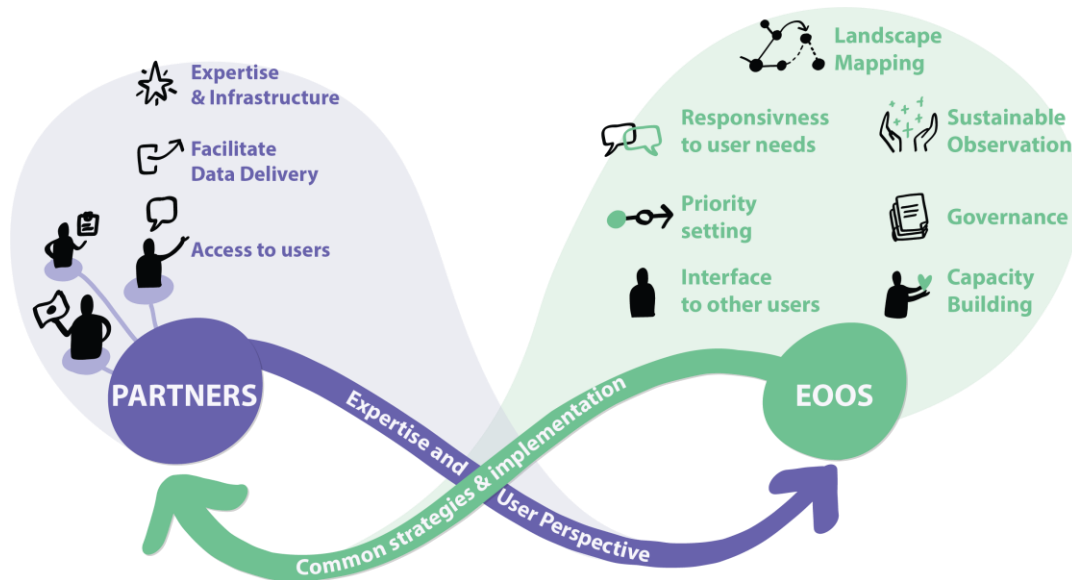 Expertise
& Infrastructure
Facilitate
Data Delivery
Access to users
PARTNERS
Landscape
Mapping
Responsivness
to user needs
Sustainable
Observation
Priority
setting
Governance
Interface
to other users
Capacity
Building
EOOS
Expertise and User Perspective
Common strategies & implementation